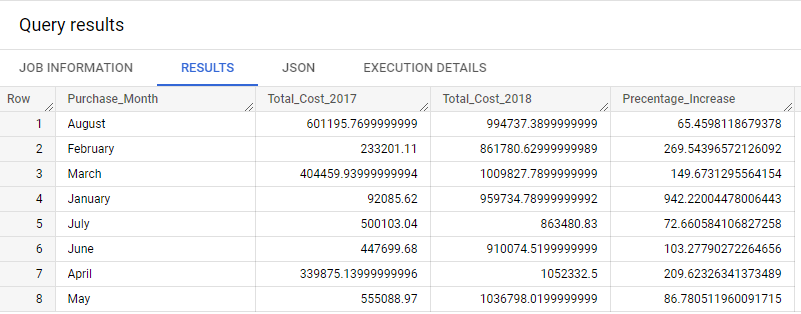 Query results
JOB INFORMATION RESULTS JSON EXECUTION DETAILS
Row Purchase_Month Total_Cost_2017 Total_Cost_2018 Precentage_Increase
1 August 601195.7699999999 994737.3899999999 65.4598118679378
2 February 233201.11 861780.62999999989 269.54396572126092
3 March 404459.93999999994 1009827.7899999999 149.6731295564154
4 January 92085.62 959734.78999999992 942.22004478006443
5 July 500103.04 863480.83 72.660584106827258
6 June 447699.68 910074.5199999999 103.27790272264656
7 April 339875.13999999996 1052332.5 209.62326341373489
8 May 555088.97 1036798.0199999999 86.780511960091715